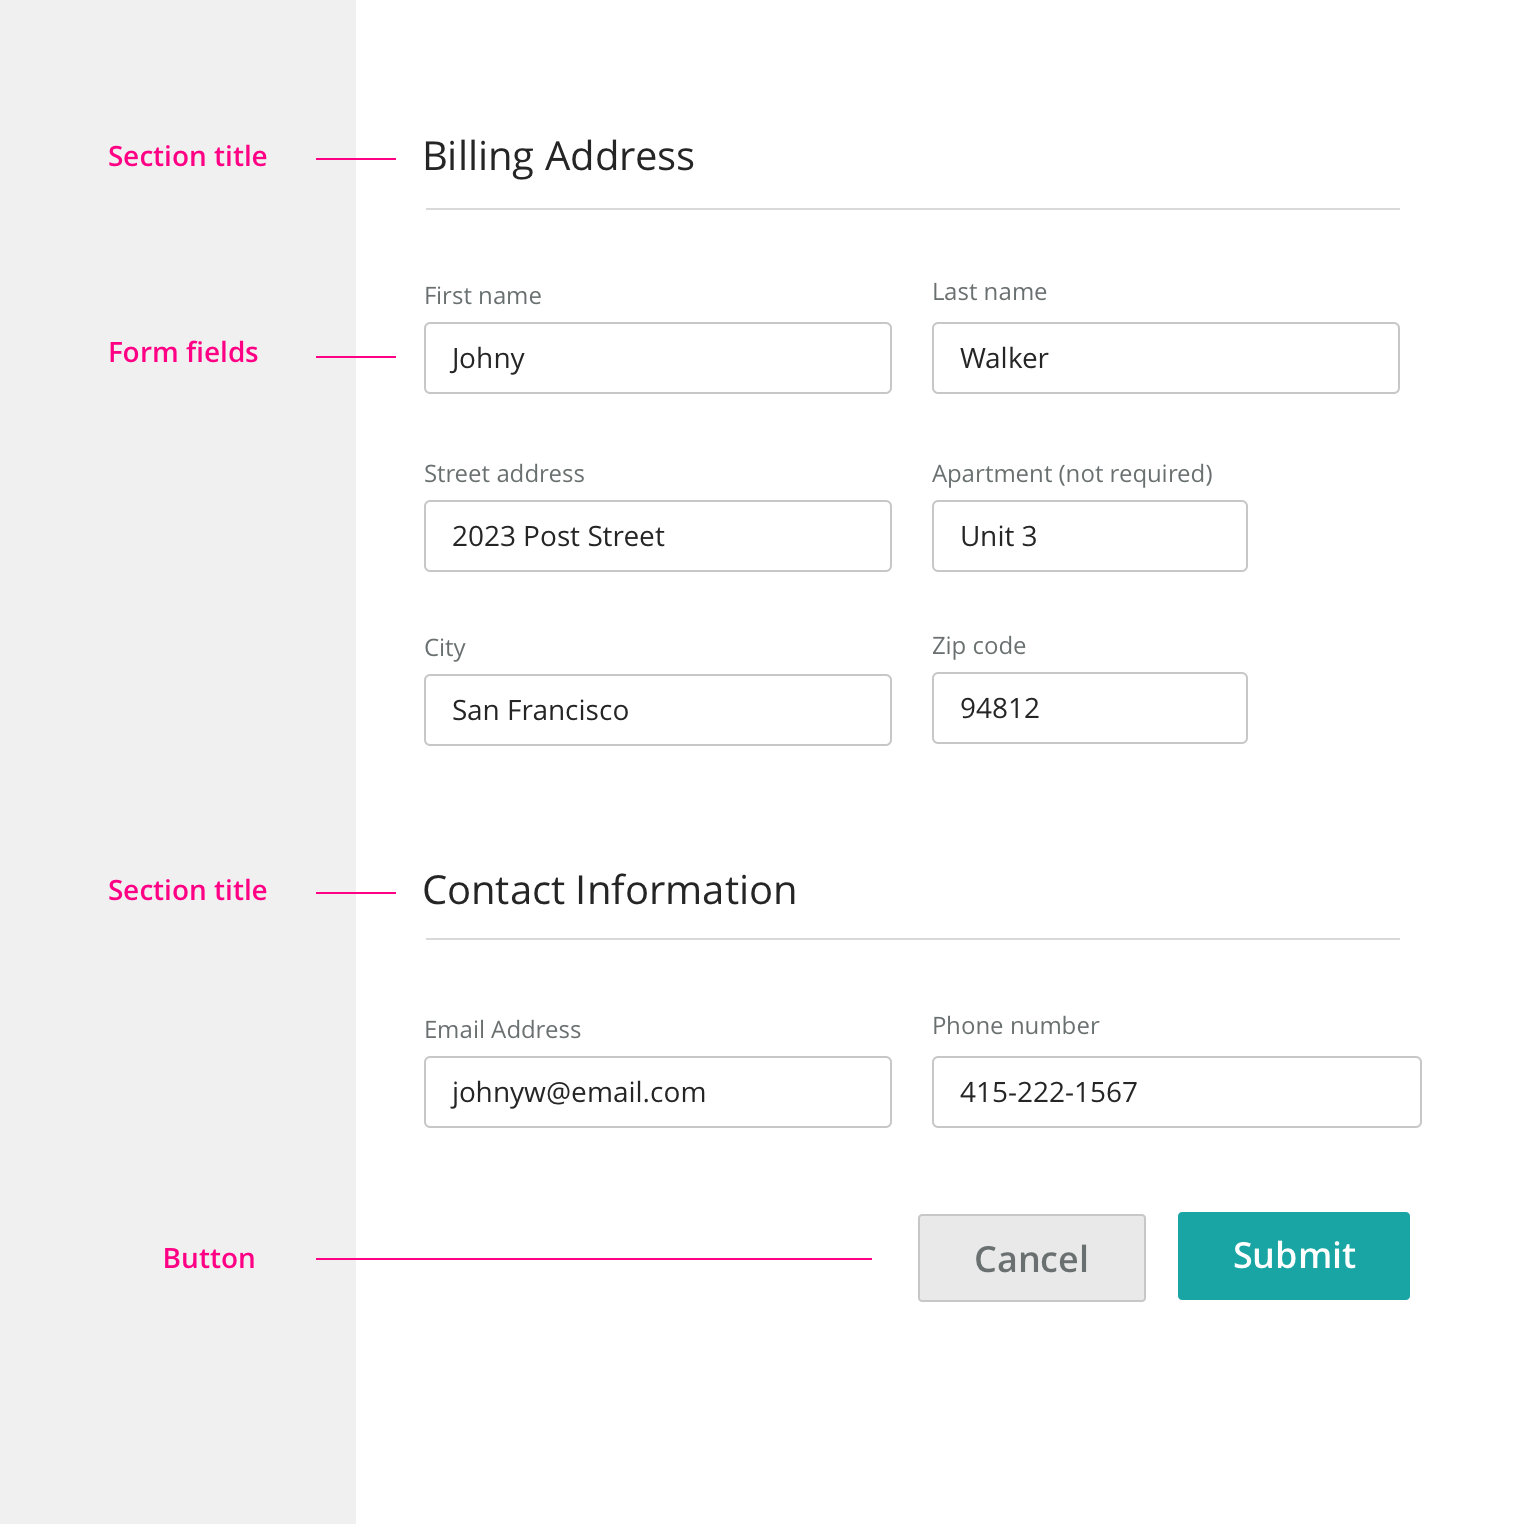 Section title
Billing Address
First name
Last name
Form fields
Johny
Walker
Street address
Apartment (not required)
2023 Post Street
Unit 3
City
Zip code
San Francisco
94812
Section title
Contact Information
Email Address
Phone number
johnyw@email.com
415-222-1567
Button
Cancel
Submit